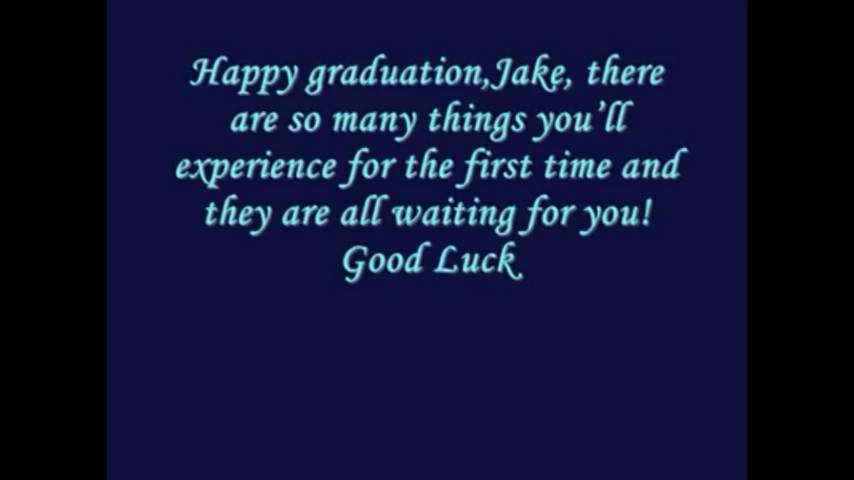 Happy graduation,Jake, there
are so many things you’ll
experience for the first time and
they are all waiting for you!
Good Luck